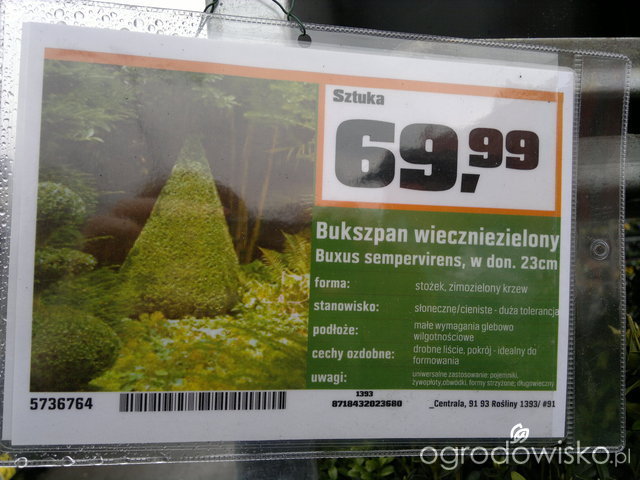 Sztuka
69,99
Bukszpan wieczniezielony
Buxus sempervirens, w don. 23cm
forma: stożek, zimozielony krzew
stanowisko: słoneczne/cieniste - duża tolerancja
podłoże: małe wymagania glebowo
wilgotnościowe
cechy ozdobne: drobne liście, pokrój - idealny do
formowania
uwagi: uniwersalne zastosowanie: pojemniki,
żywopłoty,obwódki, formy strzyżone; długowieczny
5736764
1393
8718432023680
_Centrala, 91 93 Rośliny 1393/ #91
ogrodowisko.pl